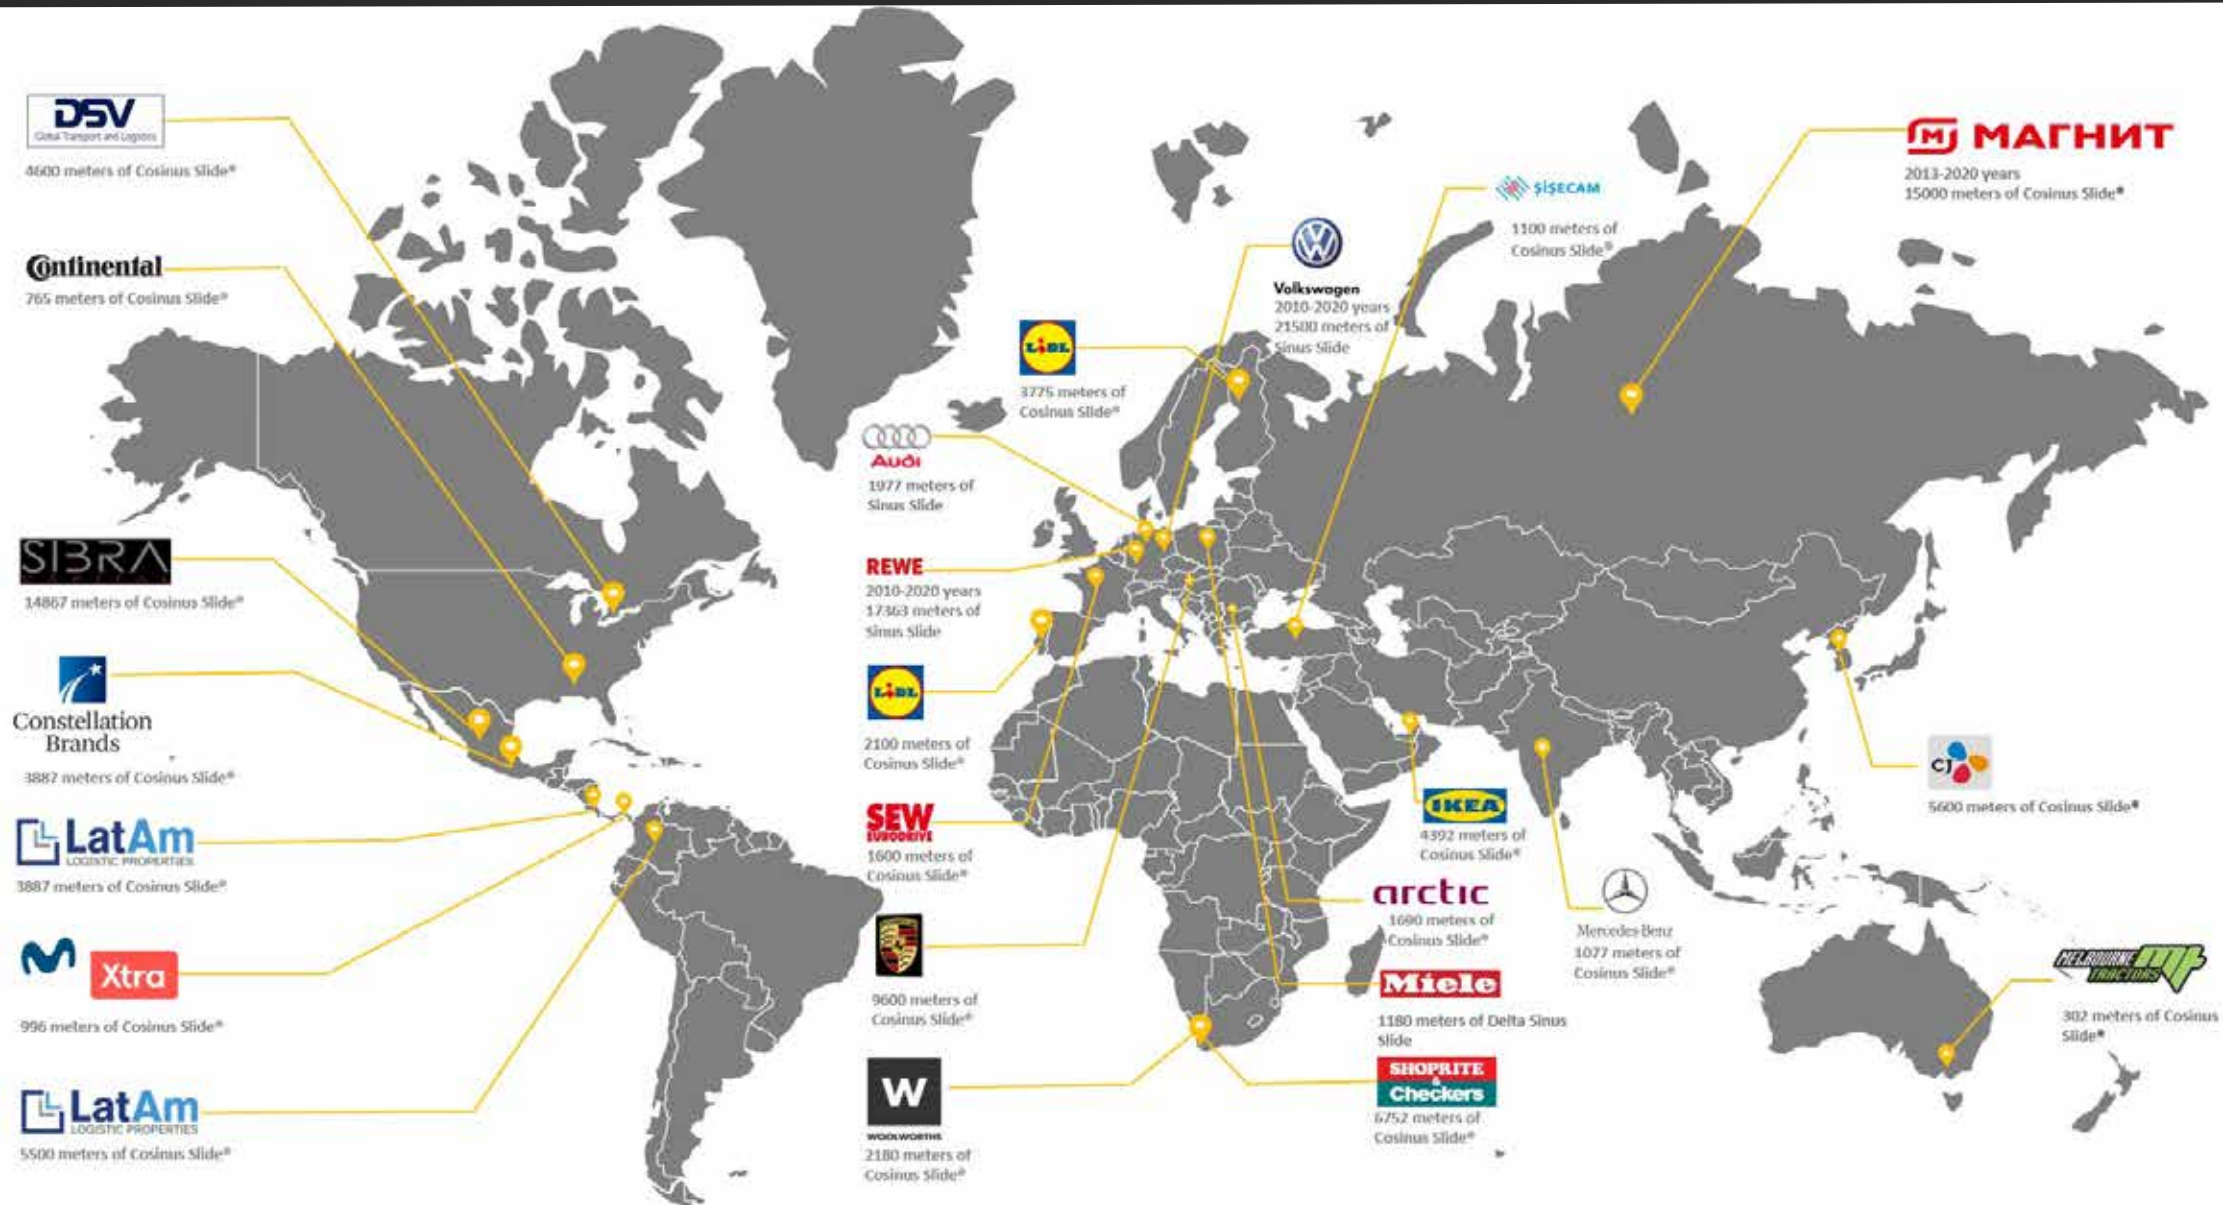 DSV
Global Transport and Logistics
4600 meters of Cosinus Slide®
Continental
765 meters of Cosinus Slide®
SIBRA
14867 meters of Cosinus Slide®
Constellation
Brands
3887 meters of Cosinus Slide®
LatAm
LOGISTIC PROPERTIES
3887 meters of Cosinus Slide®
Xtra
996 meters of Cosinus Slide®
LatAm
LOGISTIC PROPERTIES
5500 meters of Cosinus Slide®
LIDL
3775 meters of
Cosinus Slide®
Audi
1977 meters of
Sinus Slide
REWE
2010-2020 years
17363 meters of
Sinus Slide
LIDL
2100 meters of
Cosinus Slide®
SEW
EURODRIVE
1600 meters of
Cosinus Slide®
9600 meters of
Cosinus Slide®
W
WOOLWORTHS
2180 meters of
Cosinus Slide®
Volkswagen
2010-2020 years
21500 meters of
Sinus Slide
ŞİŞECAM
1100 meters of
Cosinus Slide®
МАГНИТ
2013-2020 years
15000 meters of Cosinus Slide®
IKEA
4392 meters of
Cosinus Slide®
arctic
1690 meters of
Cosinus Slide®
Miele
1180 meters of Delta Sinus
Slide
SHOPRITE
&
Checkers
6752 meters of
Cosinus Slide®
Mercedes-Benz
1077 meters of
Cosinus Slide®
CJ
5600 meters of Cosinus Slide®
MELBOURNE
TRACTORS
302 meters of Cosinus
Slide®